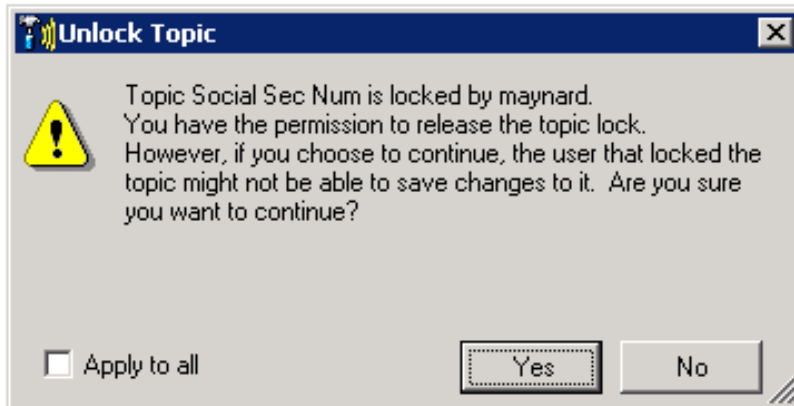 Unlock Topic
Topic Social Sec Num is locked by maynard.
You have the permission to release the topic lock.
However, if you choose to continue, the user that locked the
topic might not be able to save changes to it.  Are you sure
you want to continue?
Apply to all
Yes
No